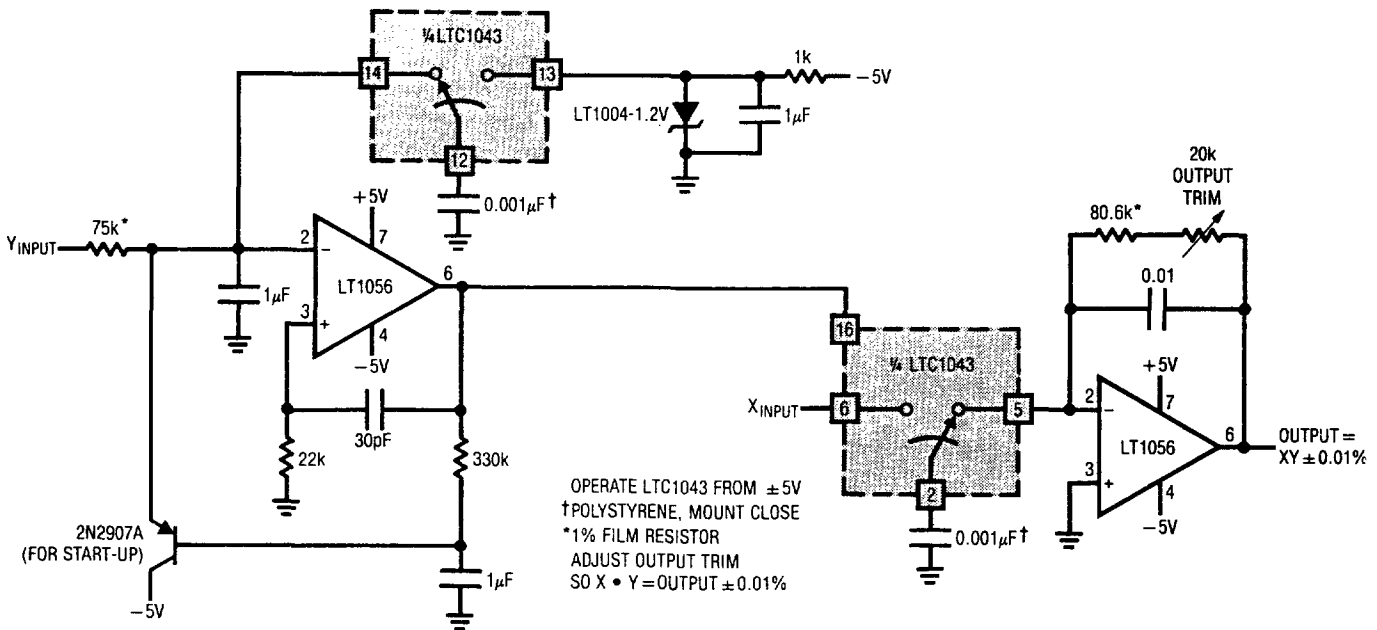 ¼LTC1043
14
13
12
0.001µF†
1k
−5V
LT1004-1.2V
1µF
20k
OUTPUT
TRIM
80.6k*
0.01
YINPUT
75k*
+5V
2
−
7
LT1056
6
3
+
4
−5V
1µF
30pF
22k
330k
2N2907A
(FOR START-UP)
−5V
1µF
16
¼ LTC1043
XINPUT
6
5
2
0.001µF†
+5V
2
−
7
LT1056
6
3
+
4
−5V
OUTPUT =
XY ± 0.01%
OPERATE LTC1043 FROM ±5V
†POLYSTYRENE, MOUNT CLOSE
*1% FILM RESISTOR
ADJUST OUTPUT TRIM
SO X • Y = OUTPUT ± 0.01%